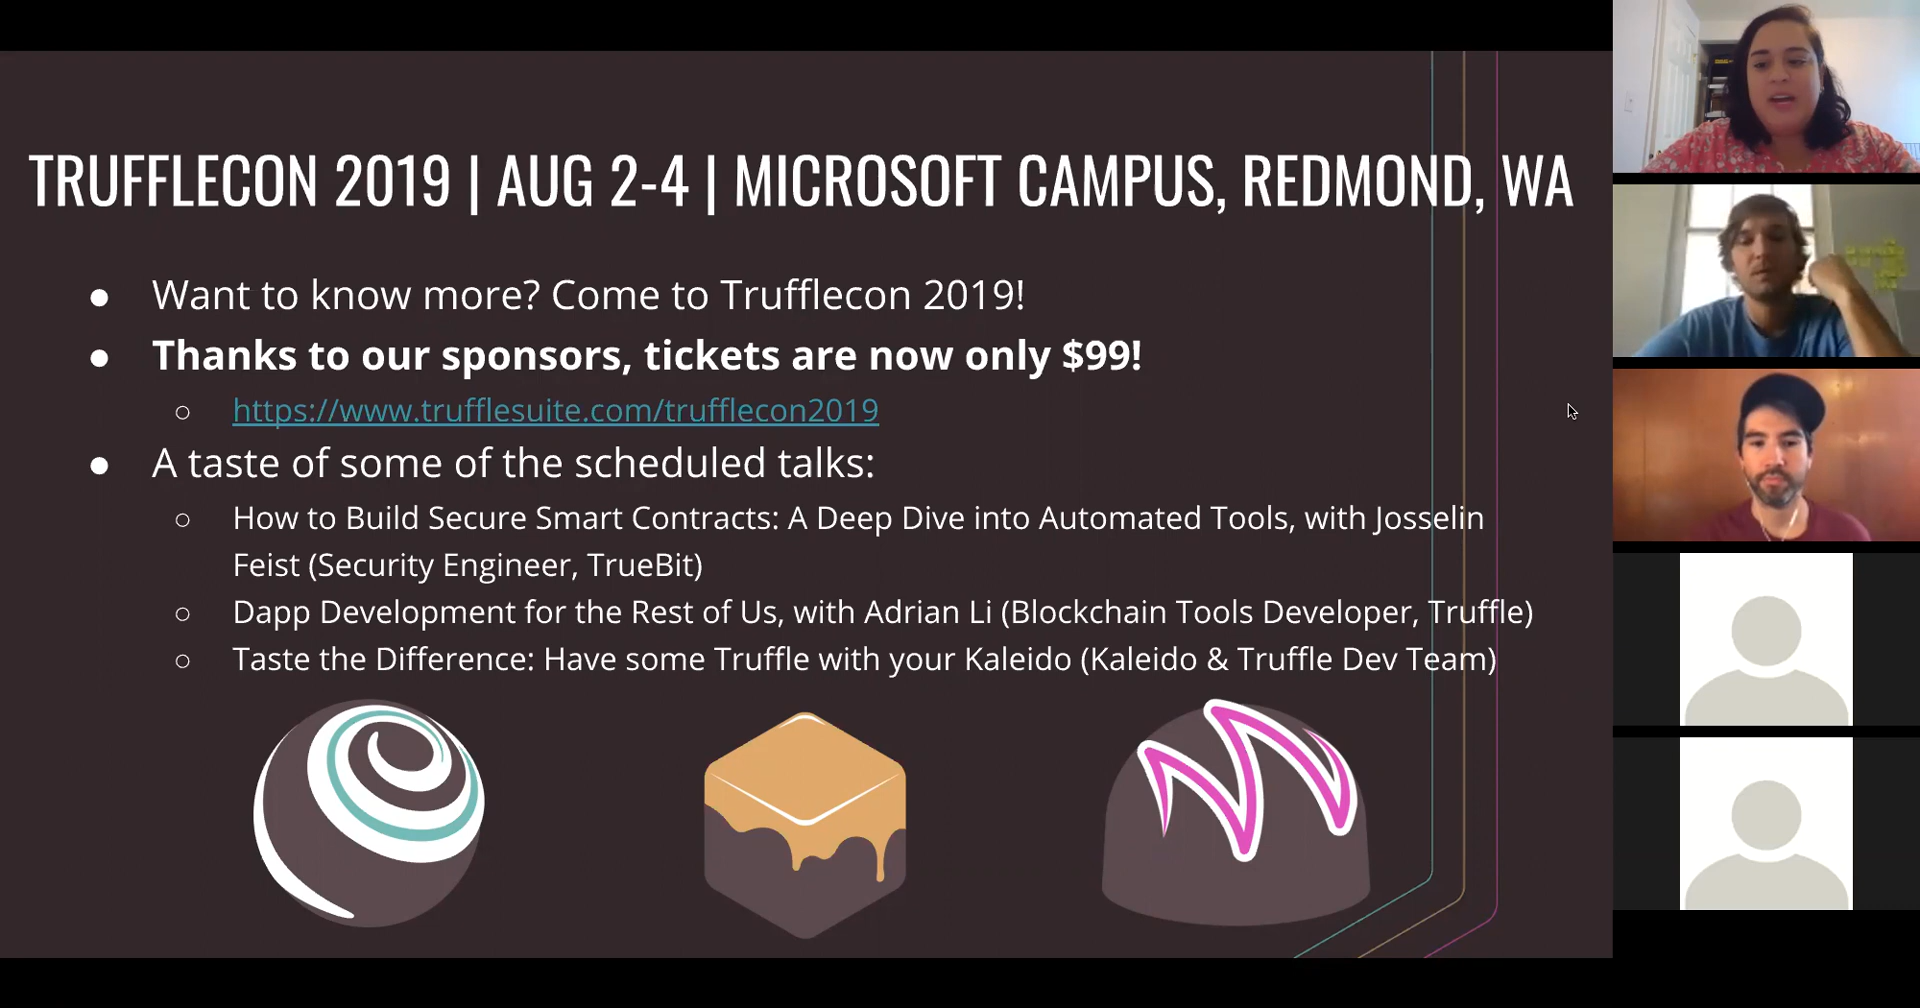 TRUFFLECON 2019 | AUG 2-4 | MICROSOFT CAMPUS, REDMOND, WA
● Want to know more? Come to Trufflecon 2019!
● Thanks to our sponsors, tickets are now only $99!
○ https://www.trufflesuite.com/trufflecon2019
● A taste of some of the scheduled talks:
○ How to Build Secure Smart Contracts: A Deep Dive into Automated Tools, with Josselin
Feist (Security Engineer, TrueBit)
○ Dapp Development for the Rest of Us, with Adrian Li (Blockchain Tools Developer, Truffle)
○ Taste the Difference: Have some Truffle with your Kaleido (Kaleido & Truffle Dev Team)